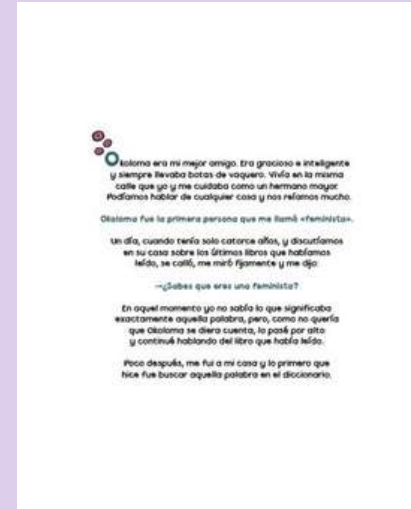 Okoloma era mi mejor amigo. Era gracioso e inteligente
y siempre llevaba botas de vaquero. Vivía en la misma
calle que yo y me cuidaba como un hermano mayor.
Podíamos hablar de cualquier cosa y nos reíamos mucho.
Okoloma fue la primera persona que me llamó «feminista».
Un día, cuando tenía solo catorce años, y discutíamos
en su casa sobre los últimos libros que habíamos
leído, se calló, me miró fijamente y me dijo:
—¿Sabes que eres una feminista?
En aquel momento yo no sabía lo que significaba
exactamente aquella palabra, pero, como no quería
que Okoloma se diera cuenta, lo pasé por alto
y continué hablando del libro que había leído.
Poco después, me fui a mi casa y lo primero que
hice fue buscar aquella palabra en el diccionario.